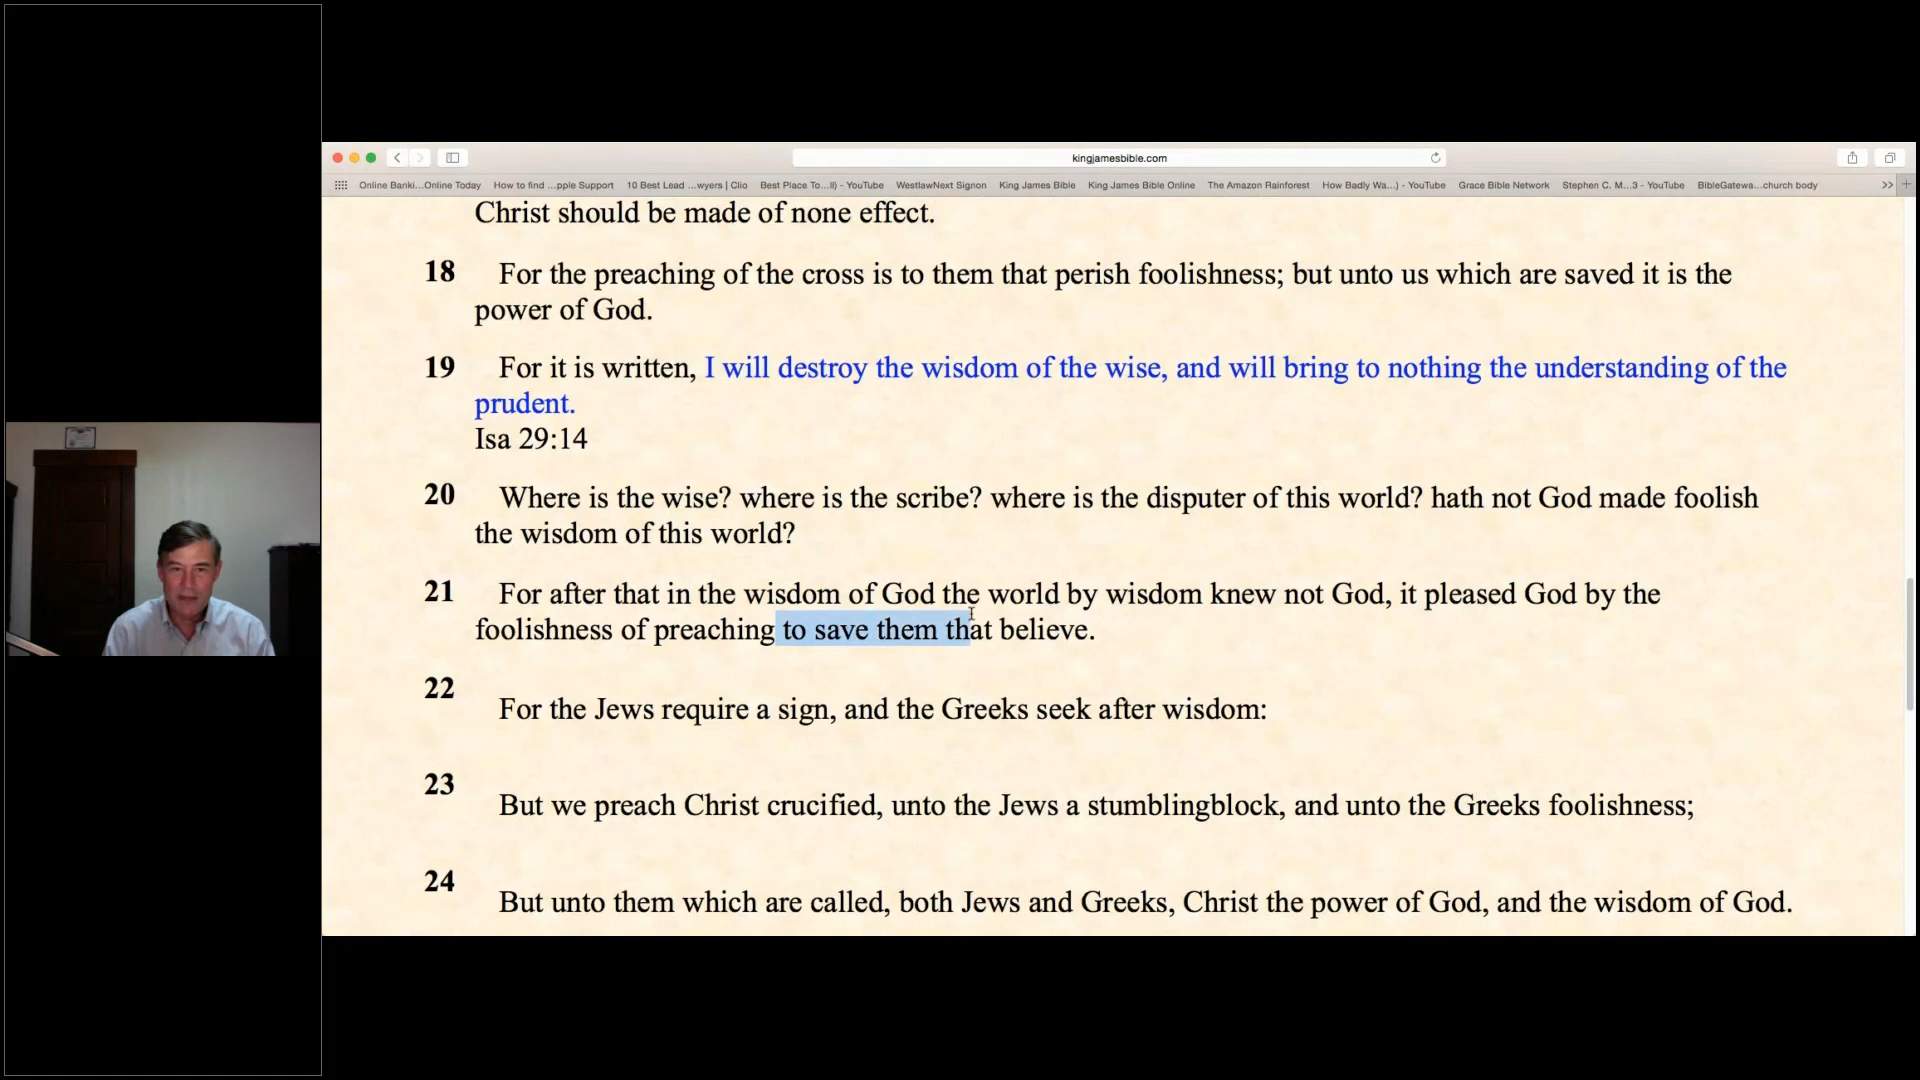 kingjamesbible.com
Online Banki...Online Today How to find ...pple Support 10 Best Lead ...wyers | Clio Best Place To...ll) - YouTube WestlawNext Signon King James Bible King James Bible Online The Amazon Rainforest How Badly Wa...) - YouTube Grace Bible Network Stephen C. M...3 - YouTube BibleGatewa...church body
Christ should be made of none effect.
18 For the preaching of the cross is to them that perish foolishness; but unto us which are saved it is the
power of God.
19 For it is written, I will destroy the wisdom of the wise, and will bring to nothing the understanding of the
prudent.
Isa 29:14
20 Where is the wise? where is the scribe? where is the disputer of this world? hath not God made foolish
the wisdom of this world?
21 For after that in the wisdom of God the world by wisdom knew not God, it pleased God by the
foolishness of preaching to save them that believe.
22 For the Jews require a sign, and the Greeks seek after wisdom:
23 But we preach Christ crucified, unto the Jews a stumblingblock, and unto the Greeks foolishness;
24 But unto them which are called, both Jews and Greeks, Christ the power of God, and the wisdom of God.